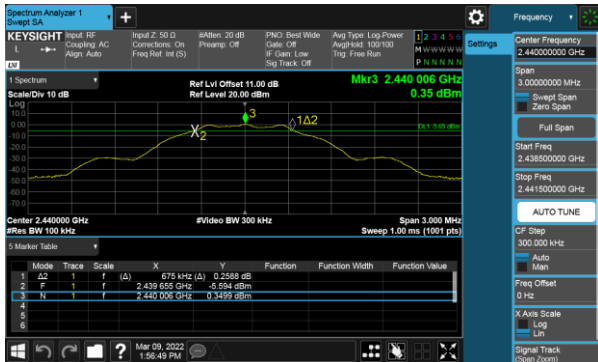 Spectrum Analyzer 1
Swept SA
Frequency
KEYSIGHT
L
LXI
Input: RF
Coupling: AC
Align: Auto
Input Z: 50 Ω
Corrections: On
Freq Ref: Int (S)
#Atten: 20 dB
Preamp: Off
PNO: Best Wide
Gate: Off
IF Gain: Low
Sig Track: Off
Avg Type: Log-Power
Avg|Hold: 100/100
Trig: Free Run
1 2 3 4 5 6
M W W W W W
P N N N N N
Settings
Center Frequency
2.440000000 GHz
Span
3.00000000 MHz
Swept Span
Zero Span
Full Span
Start Freq
2.438500000 GHz
Stop Freq
2.441500000 GHz
AUTO TUNE
CF Step
300.000 kHz
Auto
Man
Freq Offset
0 Hz
X Axis Scale
Log
Lin
Signal Track
(Span Zoom)
1 Spectrum
Scale/Div 10 dB
Log
Ref Lvl Offset 11.00 dB
Ref Level 20.00 dBm
Mkr3 2.440 006 GHz
0.35 dBm
10.0
0.00
-10.0
-20.0
-30.0
-40.0
-50.0
-60.0
-70.0
3
1Δ2
X2
DL1 -5.65 dBm
Center 2.440000 GHz
#Res BW 100 kHz
#Video BW 300 kHz
Span 3.000 MHz
Sweep 1.00 ms (1001 pts)
5 Marker Table
Mode Trace Scale X Y Function Function Width Function Value
1 Δ2 1 f (Δ) 675 kHz (Δ) 0.2588 dB
2 F 1 f 2.439 655 GHz -5.594 dBm
3 N 1 f 2.440 006 GHz 0.3499 dBm
4
5
6
?
Mar 09, 2022
1:56:49 PM